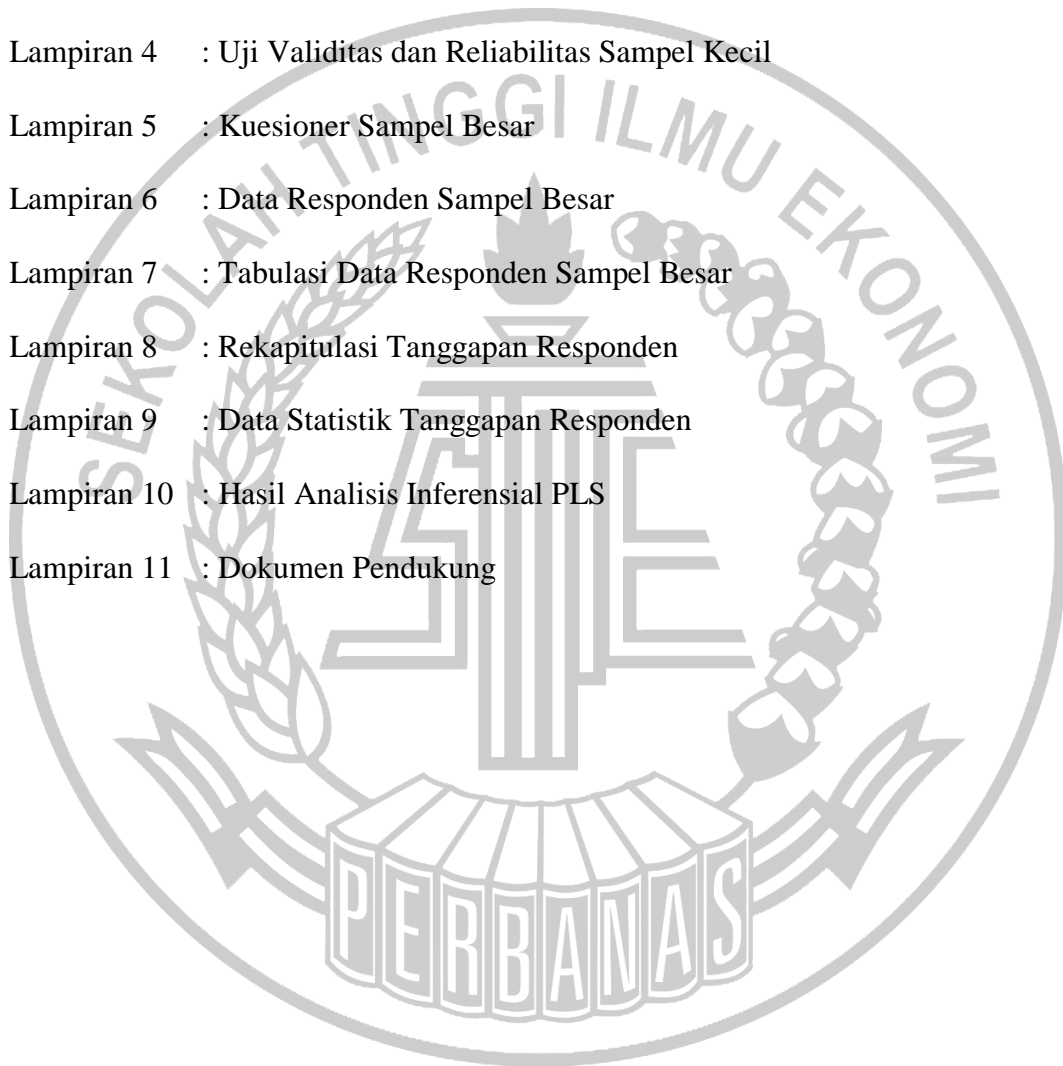 Lampiran 4 : Uji Validitas dan Reliabilitas Sampel Kecil
Lampiran 5 : Kuesioner Sampel Besar
Lampiran 6 : Data Responden Sampel Besar
Lampiran 7 : Tabulasi Data Responden Sampel Besar
Lampiran 8 : Rekapitulasi Tanggapan Responden
Lampiran 9 : Data Statistik Tanggapan Responden
Lampiran 10 : Hasil Analisis Inferensial PLS
Lampiran 11 : Dokumen Pendukung
SEKOLAH TINGGI ILMU EKONOMI
STIE
PERBANAS